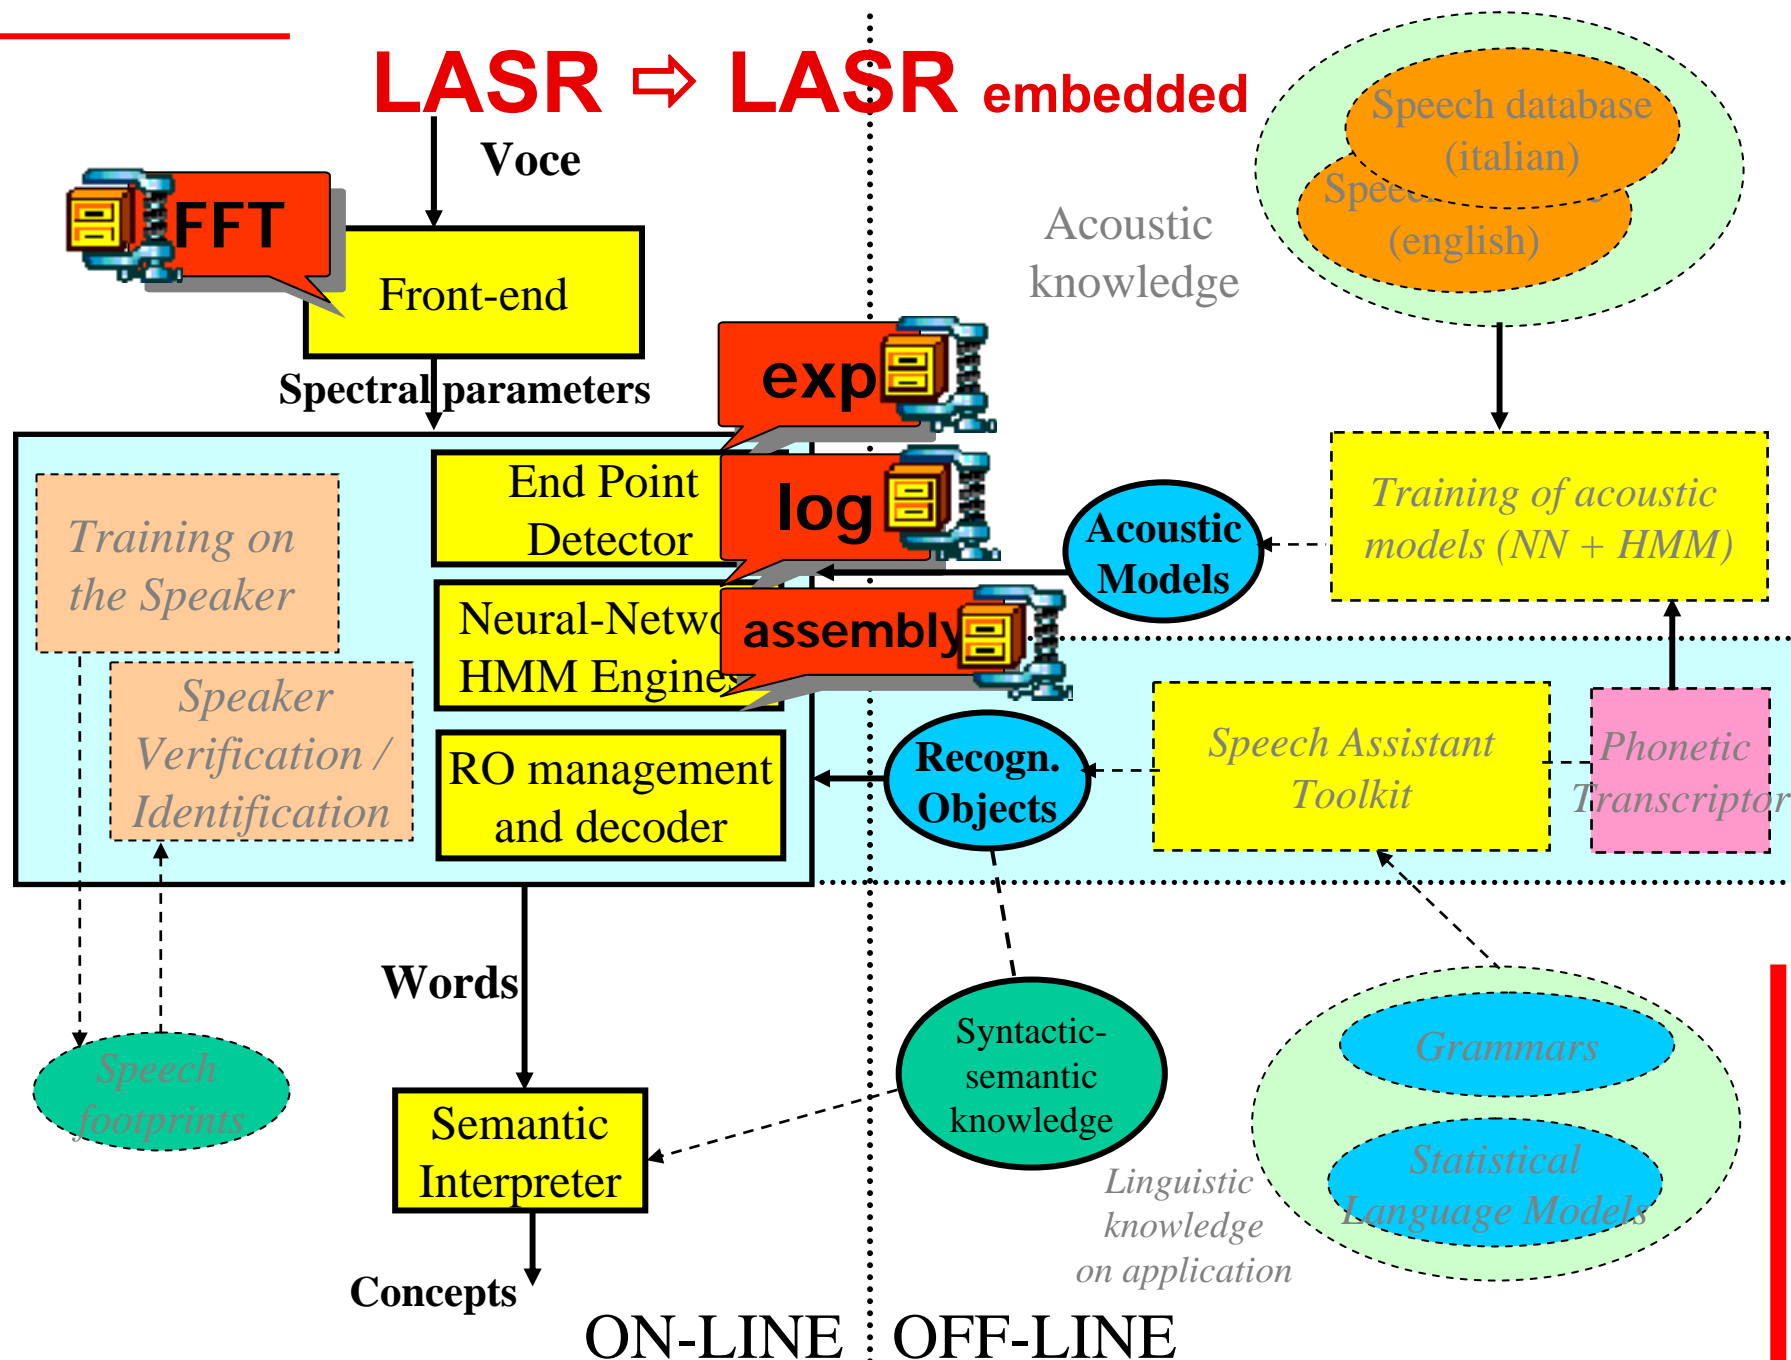 LASR ⇨ LASR embedded
Voce
FFT
Front-end
Spectral parameters
exp
log
assembly
End Point
Detector
HMM Engines
RO management
and decoder
Training on
the Speaker
Speaker
Verification /
Identification
Speech
footprints
Words
Semantic
Interpreter
Concepts
ON-LINE
OFF-LINE
Acoustic
knowledge
Speech database
(italian)
(english)
Training of acoustic
models (NN + HMM)
Acoustic
Models
Recogn.
Objects
Speech Assistant
Toolkit
Phonetic
Transcriptor
Syntactic-
semantic
knowledge
Grammars
Statistical
Language Models
Linguistic
knowledge
on application